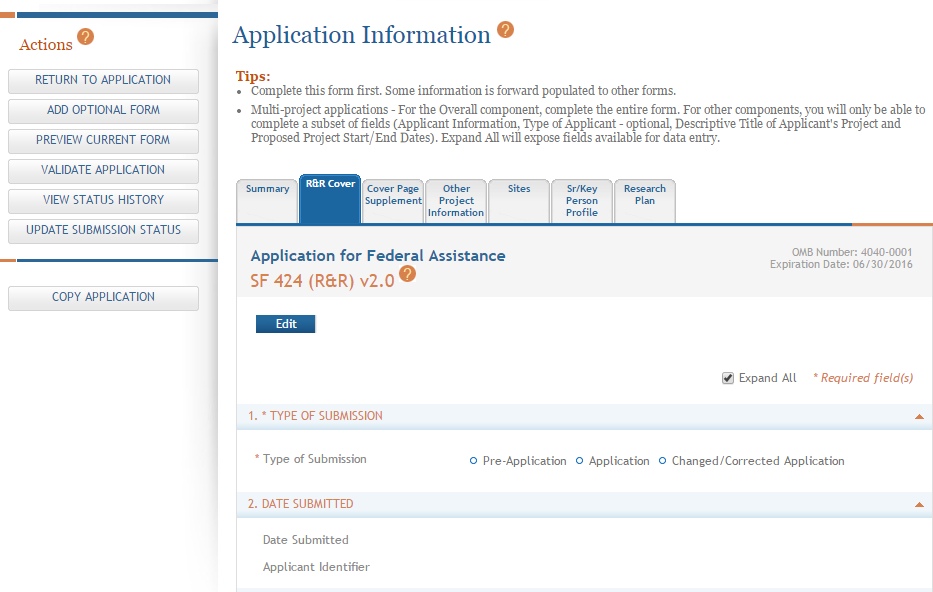 Actions ?
RETURN TO APPLICATION
ADD OPTIONAL FORM
PREVIEW CURRENT FORM
VALIDATE APPLICATION
VIEW STATUS HISTORY
UPDATE SUBMISSION STATUS
COPY APPLICATION
Application Information ?
Tips:
• Complete this form first. Some information is forward populated to other forms.
• Multi-project applications - For the Overall component, complete the entire form. For other components, you will only be able to
complete a subset of fields (Applicant Information, Type of Applicant - optional, Descriptive Title of Applicant's Project and
Proposed Project Start/End Dates). Expand All will expose fields available for data entry.
Summary
R&R Cover
Cover Page
Supplement
Other
Project
Information
Sites
Sr/Key
Person
Profile
Research
Plan
Application for Federal Assistance
SF 424 (R&R) v2.0 ?
OMB Number: 4040-0001
Expiration Date: 06/30/2016
Edit
Expand All * Required field(s)
1. * TYPE OF SUBMISSION
* Type of Submission Pre-Application Application Changed/Corrected Application
2. DATE SUBMITTED
Date Submitted
Applicant Identifier